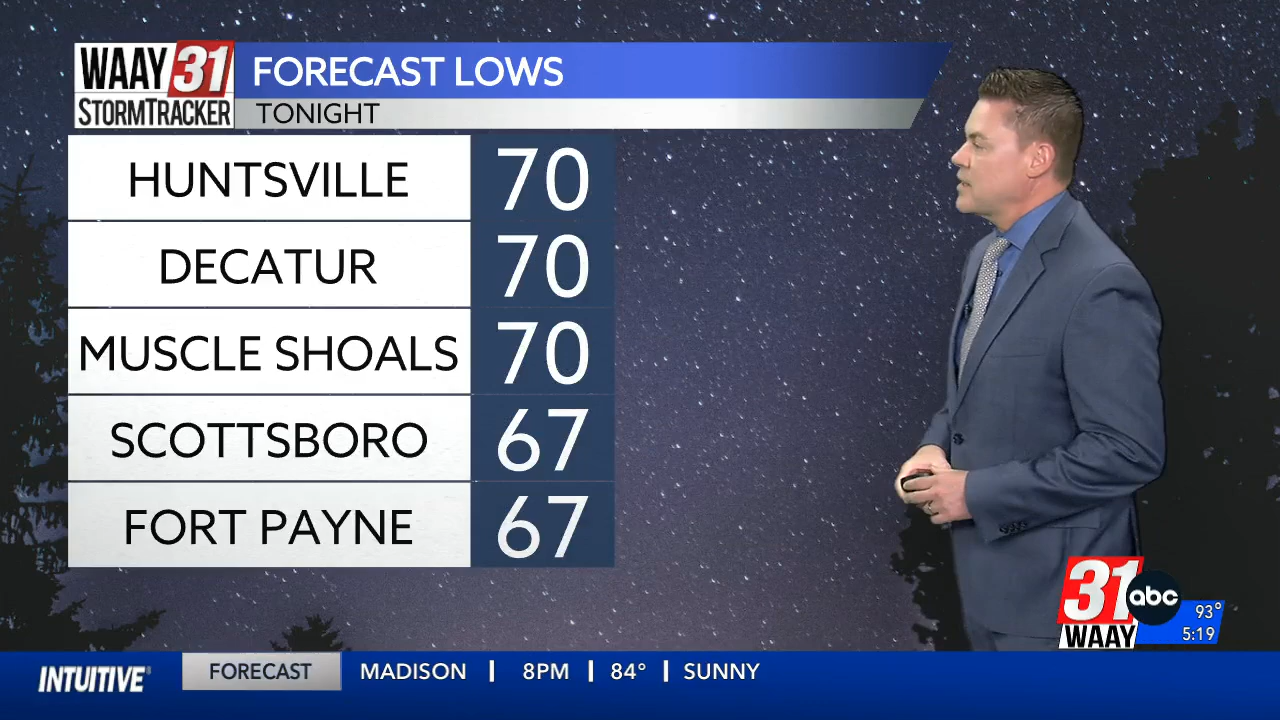 WAAY 31 FORECAST LOWS
STORMTRACKER TONIGHT
HUNTSVILLE 70
DECATUR 70
MUSCLE SHOALS 70
SCOTTSBORO 67
FORT PAYNE 67
31 abc
WAAY
93°
5:19
INTUITIVE® FORECAST MADISON | 8PM | 84° | SUNNY